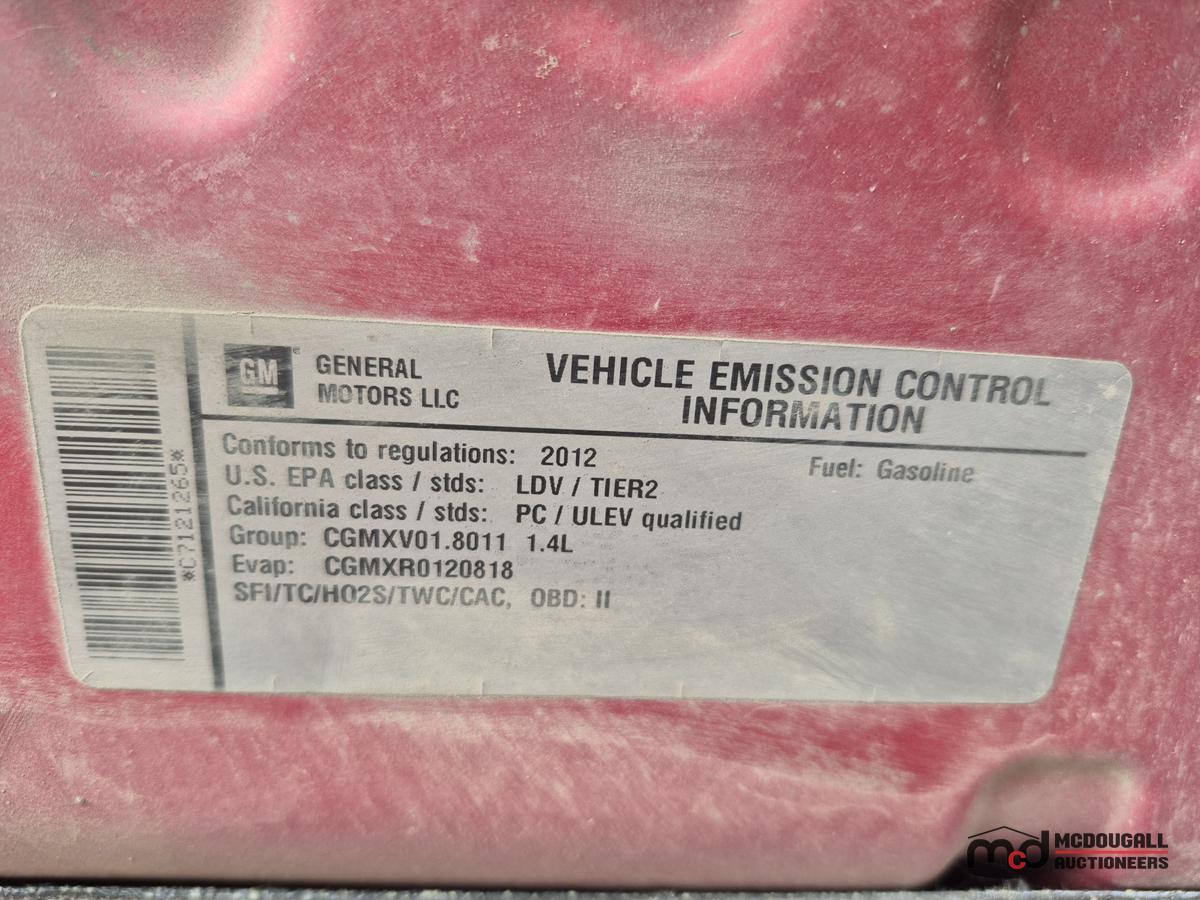 GM
GENERAL
MOTORS LLC
VEHICLE EMISSION CONTROL
INFORMATION
Conforms to regulations: 2012
Fuel: Gasoline
U.S. EPA class / stds: LDV / TIER2
California class / stds: PC / ULEV qualified
Group: CGMXV01.8011 1.4L
Evap: CGMXR0120818
SFI/TC/HO2S/TWC/CAC, OBD: II
*C7121265*
mcd
MCDOUGALL
AUCTIONEERS